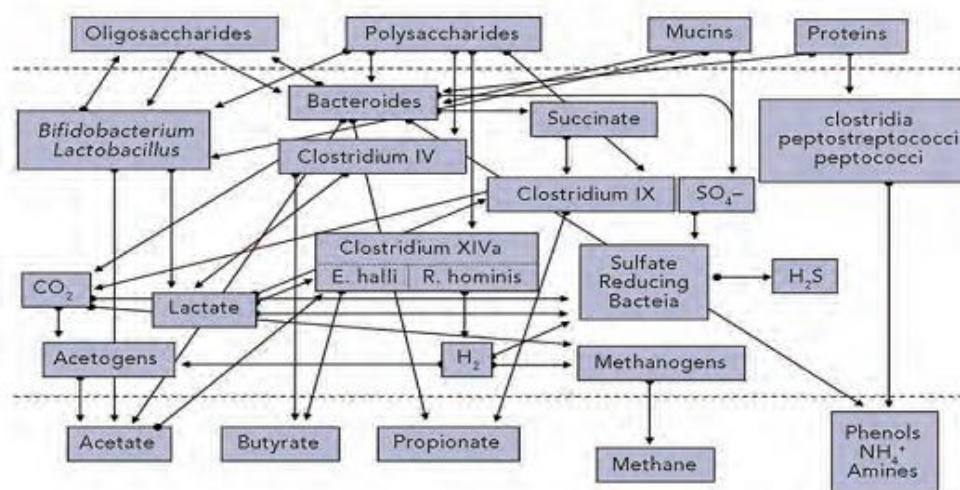 Oligosaccharides
Polysaccharides
Mucins
Proteins
Bacteroides
Succinate
Bifidobacterium
Lactobacillus
clostridia
peptostreptococci
peptococci
Clostridium IV
Clostridium IX
SO₄–
Clostridium XIVa
E. halli
R. hominis
Sulfate
Reducing
Bacteia
H₂S
CO₂
Lactate
Acetogens
H₂
Methanogens
Acetate
Butyrate
Propionate
Methane
Phenols
NH₄⁺
Amines